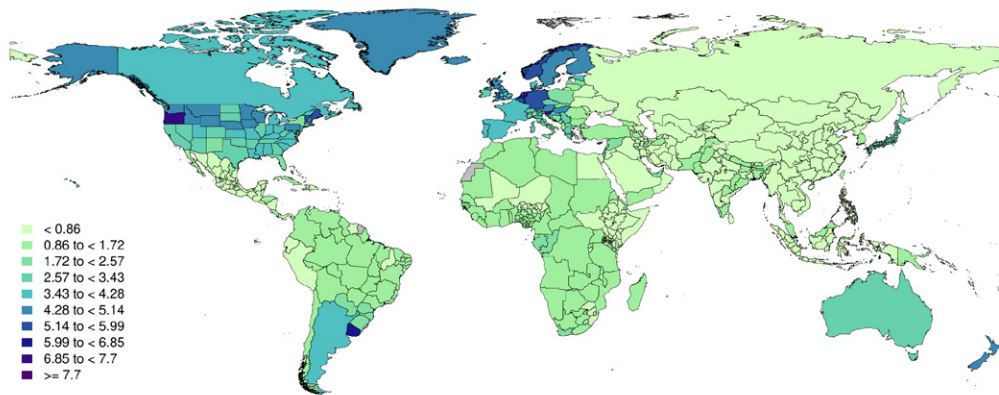 < 0.86
0.86 to < 1.72
1.72 to < 2.57
2.57 to < 3.43
3.43 to < 4.28
4.28 to < 5.14
5.14 to < 5.99
5.99 to < 6.85
6.85 to < 7.7
>= 7.7